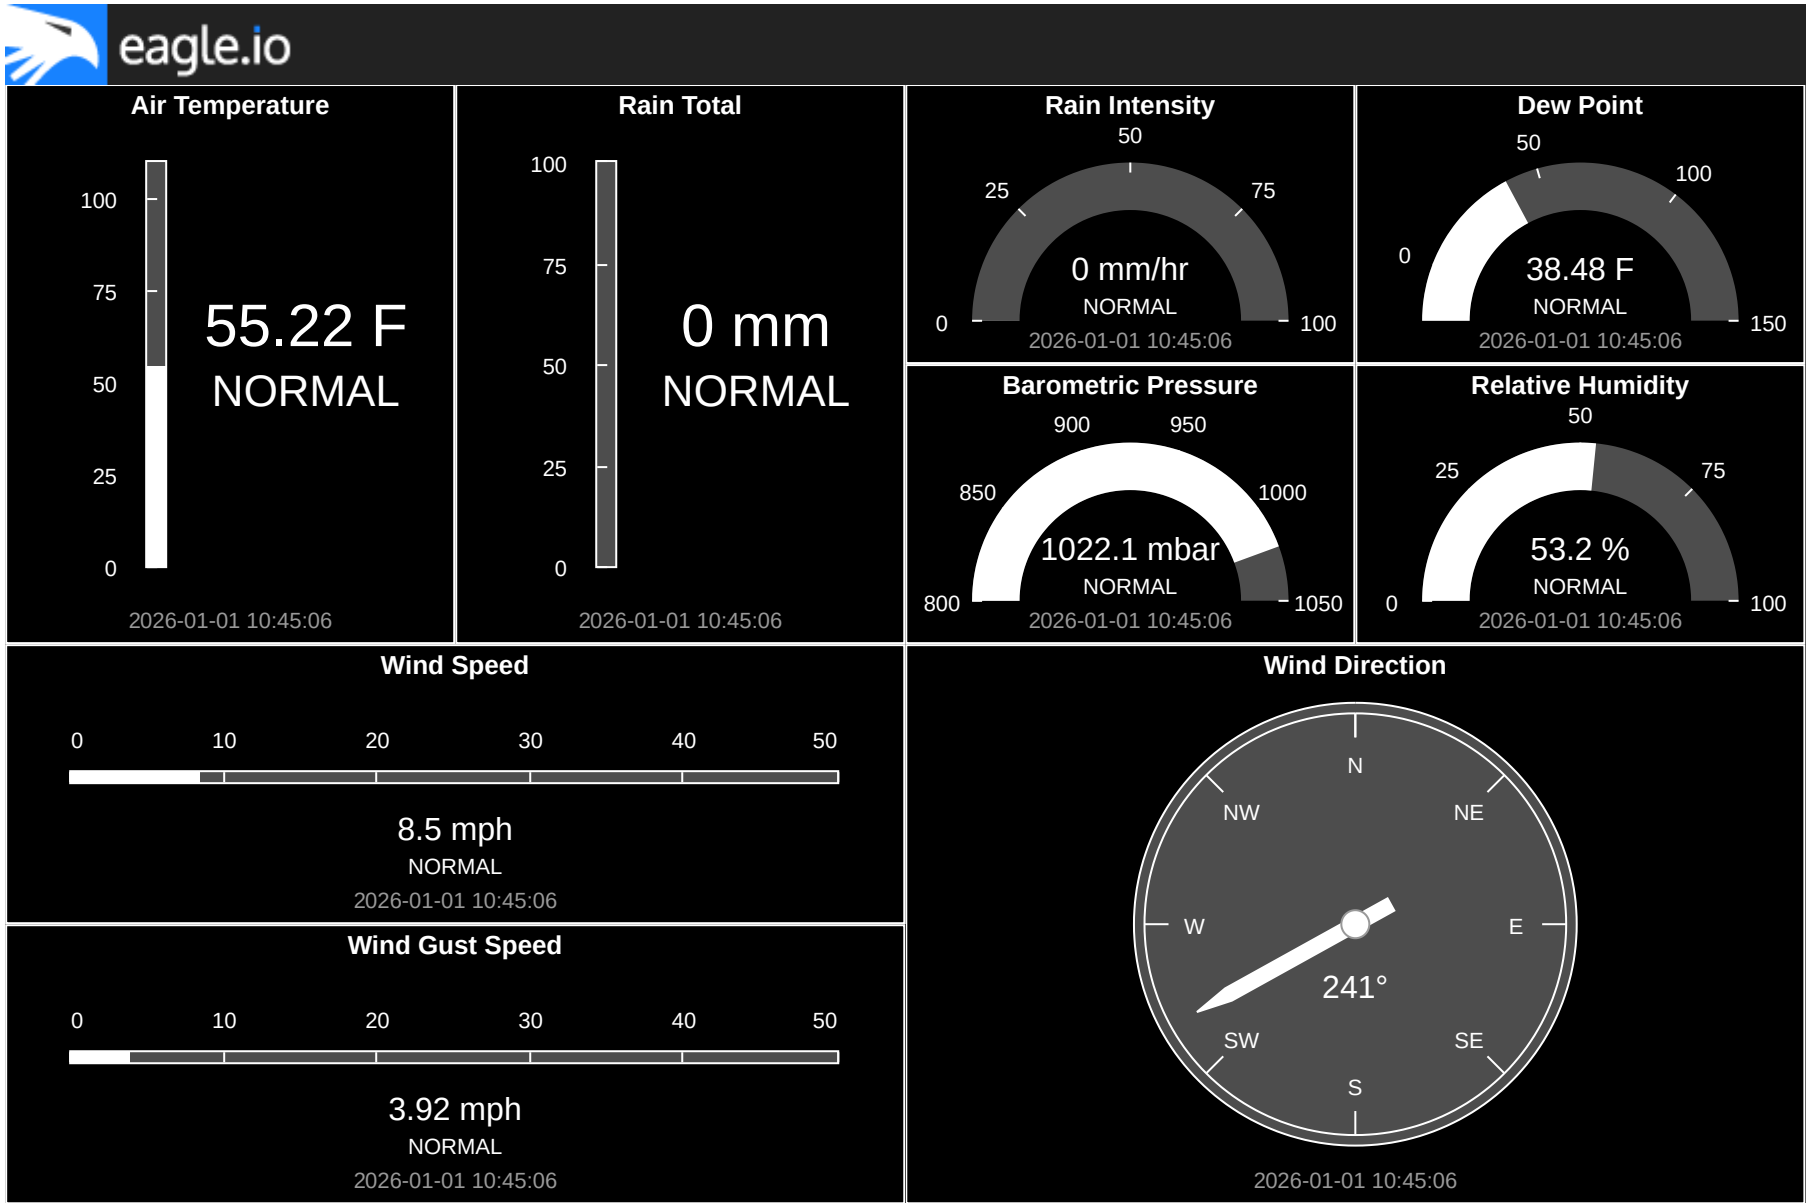 eagle.io
Air Temperature
100
75
50
25
0
55.22 F
NORMAL
2026-01-01 10:45:06
Rain Total
100
75
50
25
0
0 mm
NORMAL
2026-01-01 10:45:06
Rain Intensity
50
25
75
0
100
0 mm/hr
NORMAL
2026-01-01 10:45:06
Dew Point
50
100
0
150
38.48 F
NORMAL
2026-01-01 10:45:06
Barometric Pressure
900
950
850
1000
800
1050
1022.1 mbar
NORMAL
2026-01-01 10:45:06
Relative Humidity
50
25
75
0
100
53.2 %
NORMAL
2026-01-01 10:45:06
Wind Speed
0 10 20 30 40 50
8.5 mph
NORMAL
2026-01-01 10:45:06
Wind Gust Speed
0 10 20 30 40 50
3.92 mph
NORMAL
2026-01-01 10:45:06
Wind Direction
N
NW NE
W E
241°
SW SE
S
2026-01-01 10:45:06